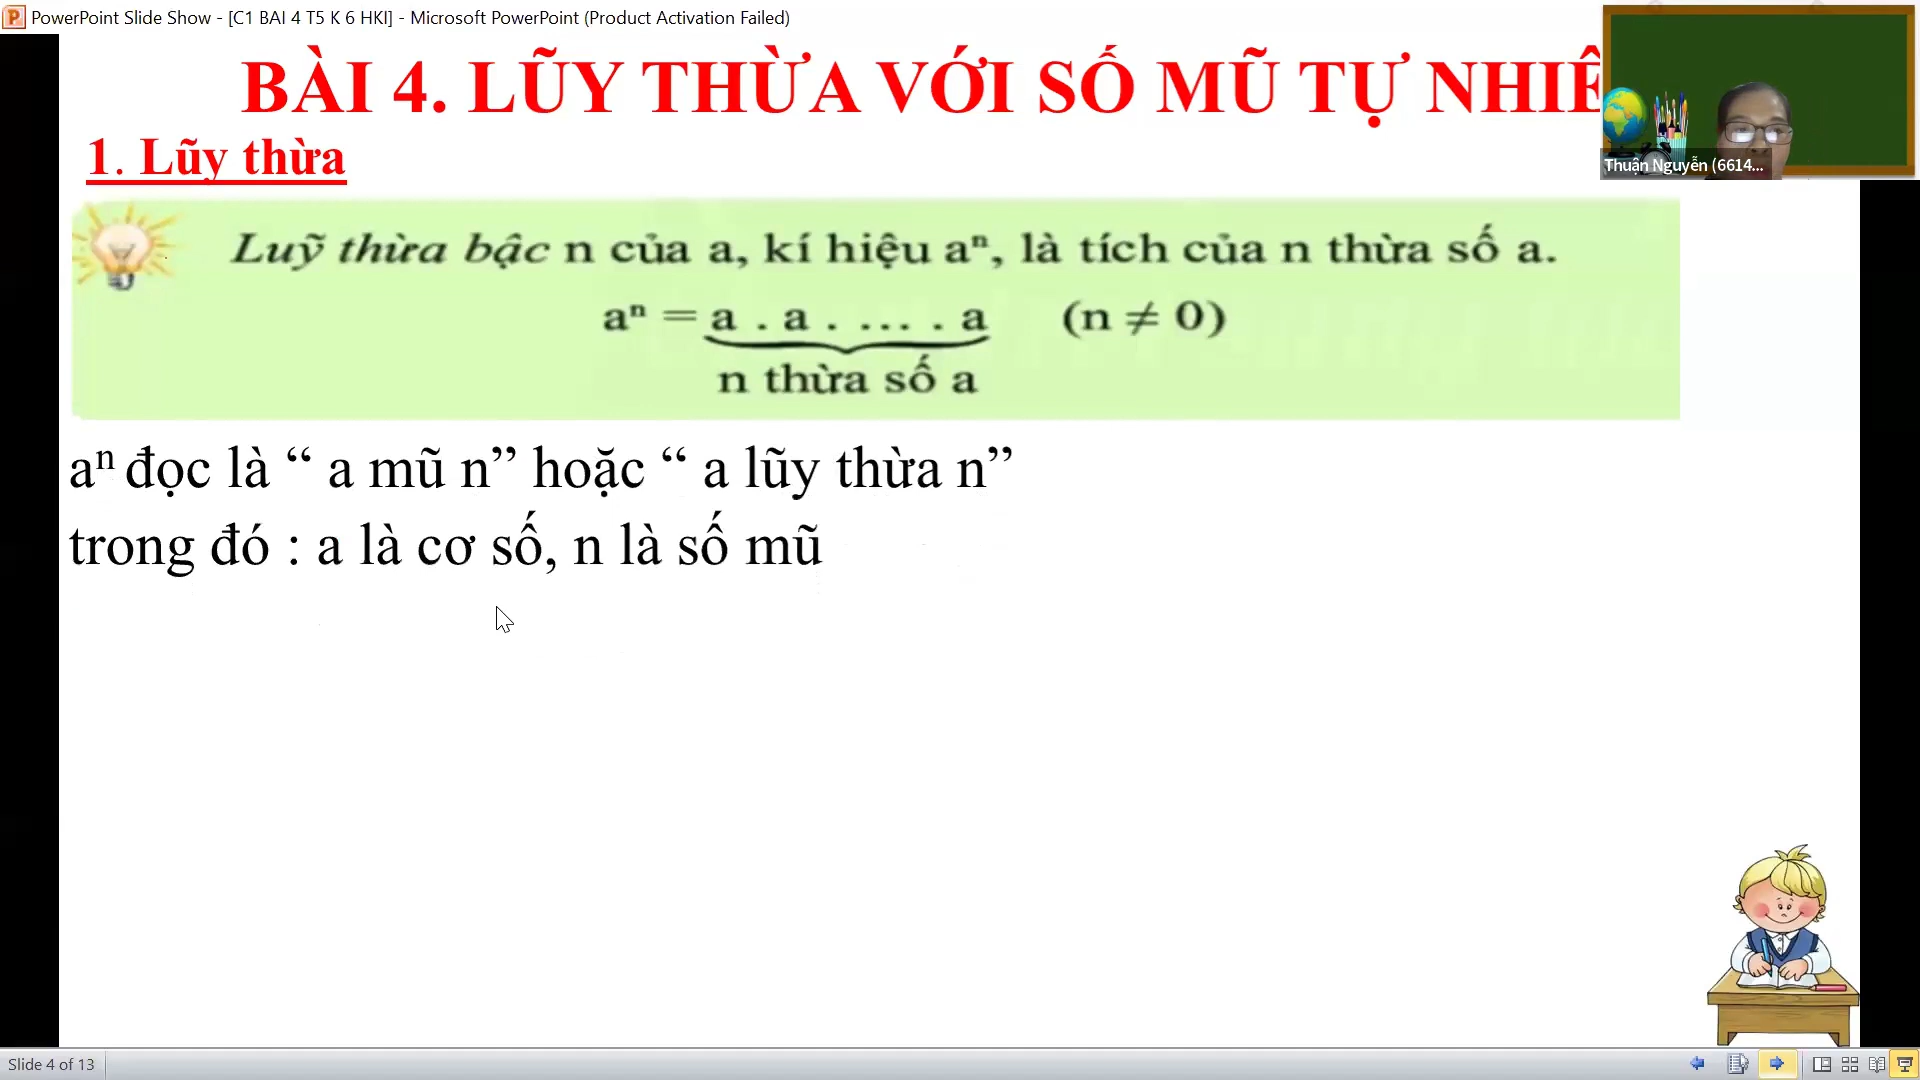 PowerPoint Slide Show - [C1 BAI 4 T5 K 6 HKI] - Microsoft PowerPoint (Product Activation Failed)
BÀI 4. LŨY THỪA VỚI SỐ MŨ TỰ NHIÊ
Thuận Nguyễn (6614...
1. Lũy thừa
Luỹ thừa bậc n của a, kí hiệu aⁿ, là tích của n thừa số a.
aⁿ = a . a . ... . a (n ≠ 0)
n thừa số a
aⁿ đọc là “ a mũ n” hoặc “ a lũy thừa n”
trong đó : a là cơ số, n là số mũ
Slide 4 of 13